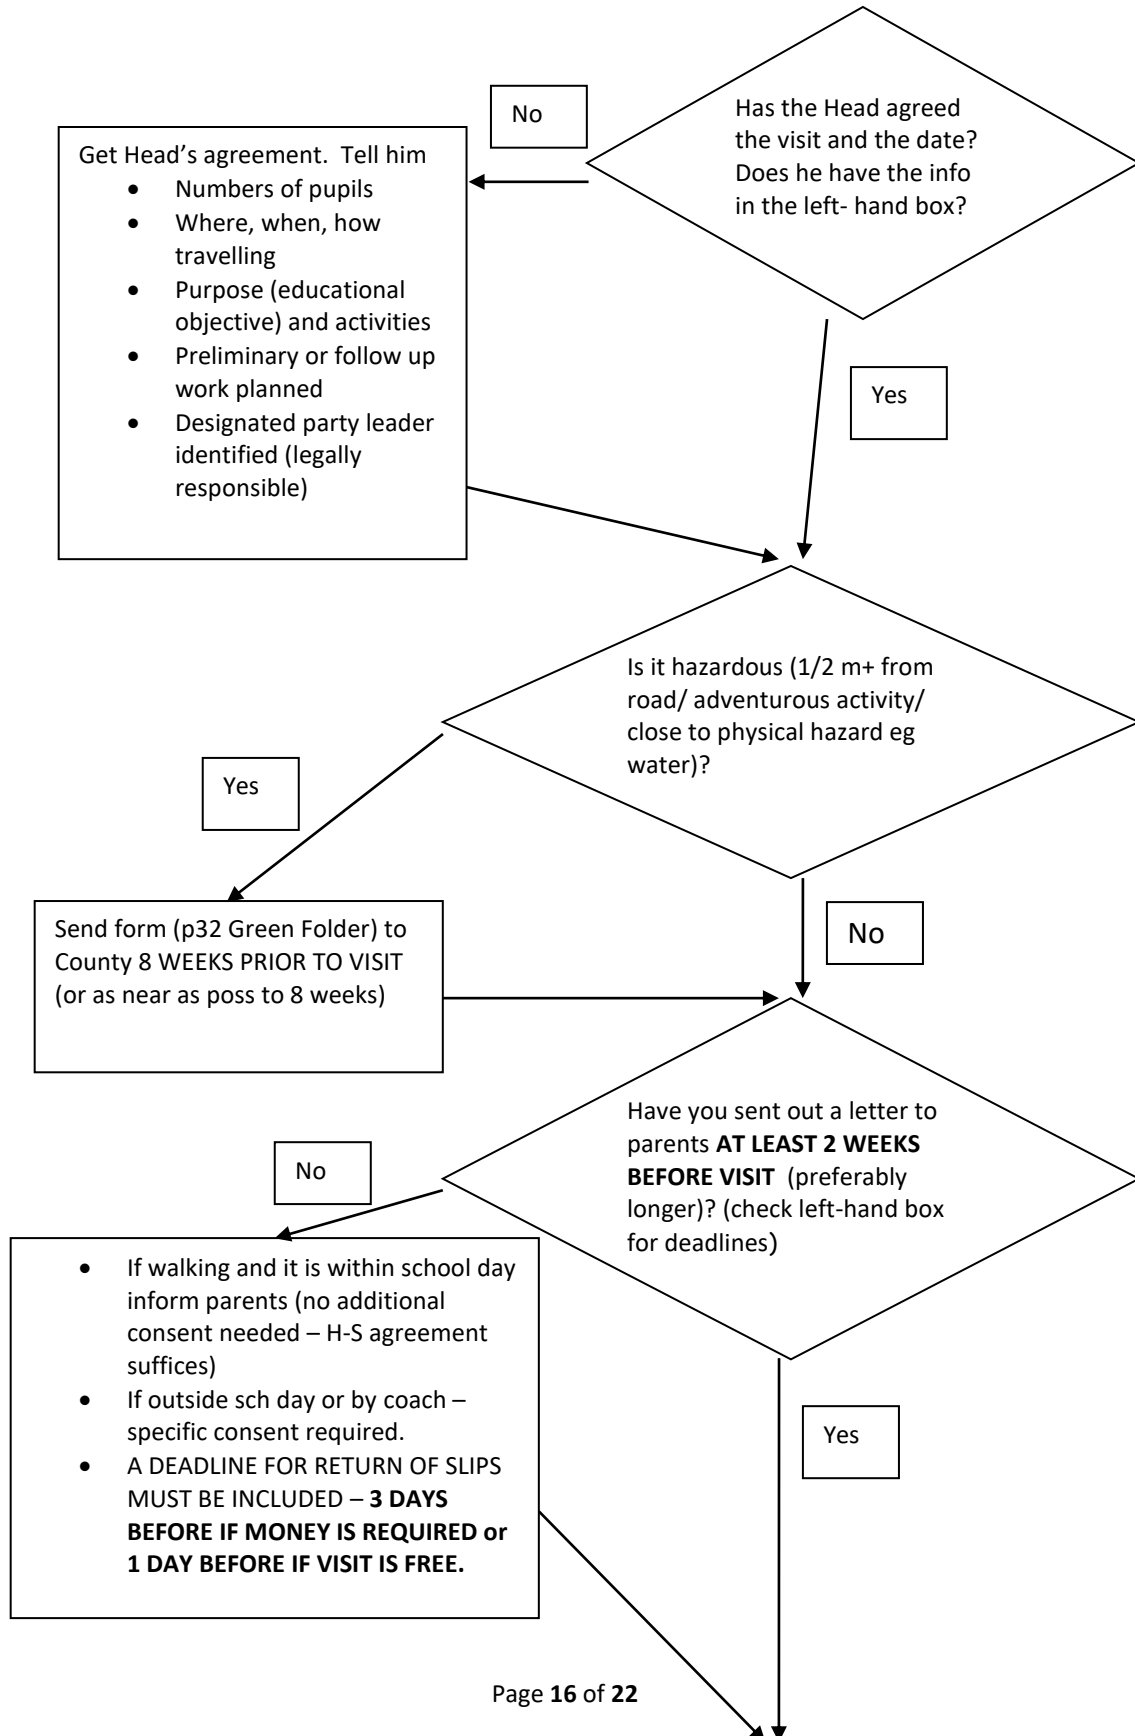 Has the Head agreed
the visit and the date?
Does he have the info
in the left- hand box?
No
Get Head’s agreement.  Tell him
• Numbers of pupils
• Where, when, how
travelling
• Purpose (educational
objective) and activities
• Preliminary or follow up
work planned
• Designated party leader
identified (legally
responsible)
Yes
Is it hazardous (1/2 m+ from
road/ adventurous activity/
close to physical hazard eg
water)?
Yes
Send form (p32 Green Folder) to
County 8 WEEKS PRIOR TO VISIT
(or as near as poss to 8 weeks)
No
Have you sent out a letter to
parents AT LEAST 2 WEEKS
BEFORE VISIT  (preferably
longer)? (check left-hand box
for deadlines)
No
• If walking and it is within school day
inform parents (no additional
consent needed – H-S agreement
suffices)
• If outside sch day or by coach –
specific consent required.
• A DEADLINE FOR RETURN OF SLIPS
MUST BE INCLUDED – 3 DAYS
BEFORE IF MONEY IS REQUIRED or
1 DAY BEFORE IF VISIT IS FREE.
Yes
Page 16 of 22